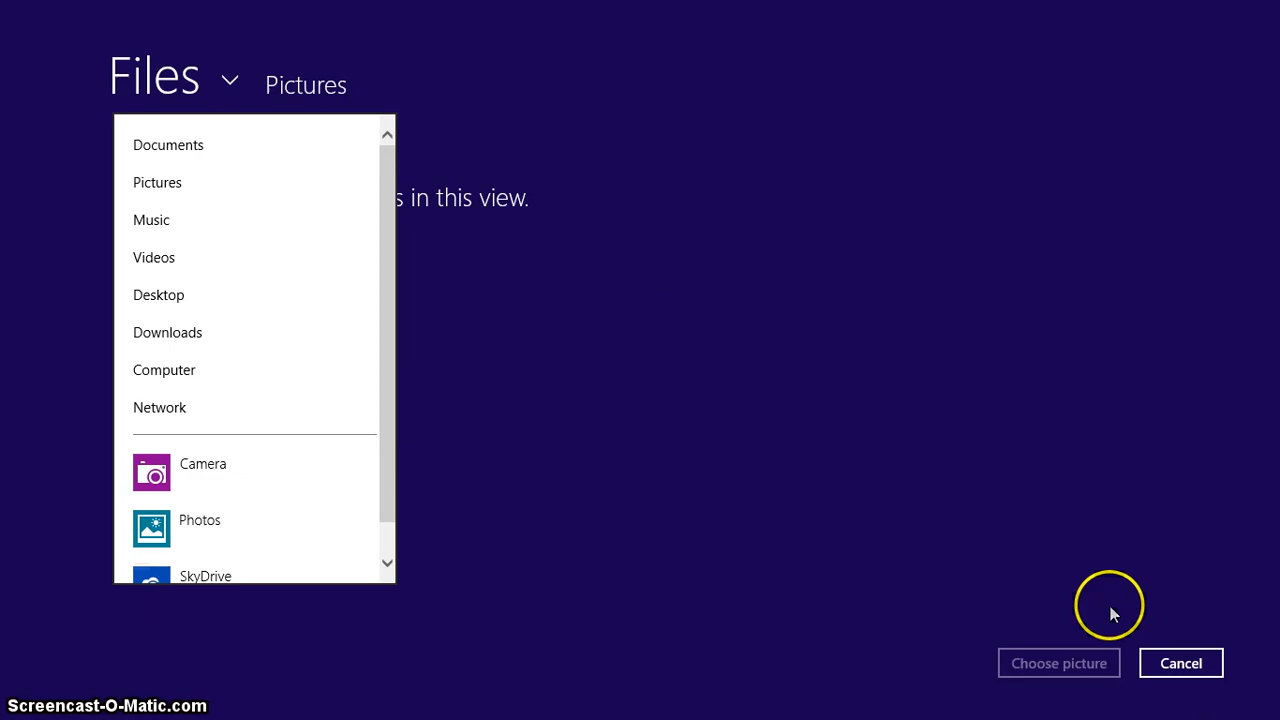 Files
Pictures
Documents
Pictures
s in this view.
Music
Videos
Desktop
Downloads
Computer
Network
Camera
Photos
SkyDrive
Choose picture
Cancel
Screencast-O-Matic.com